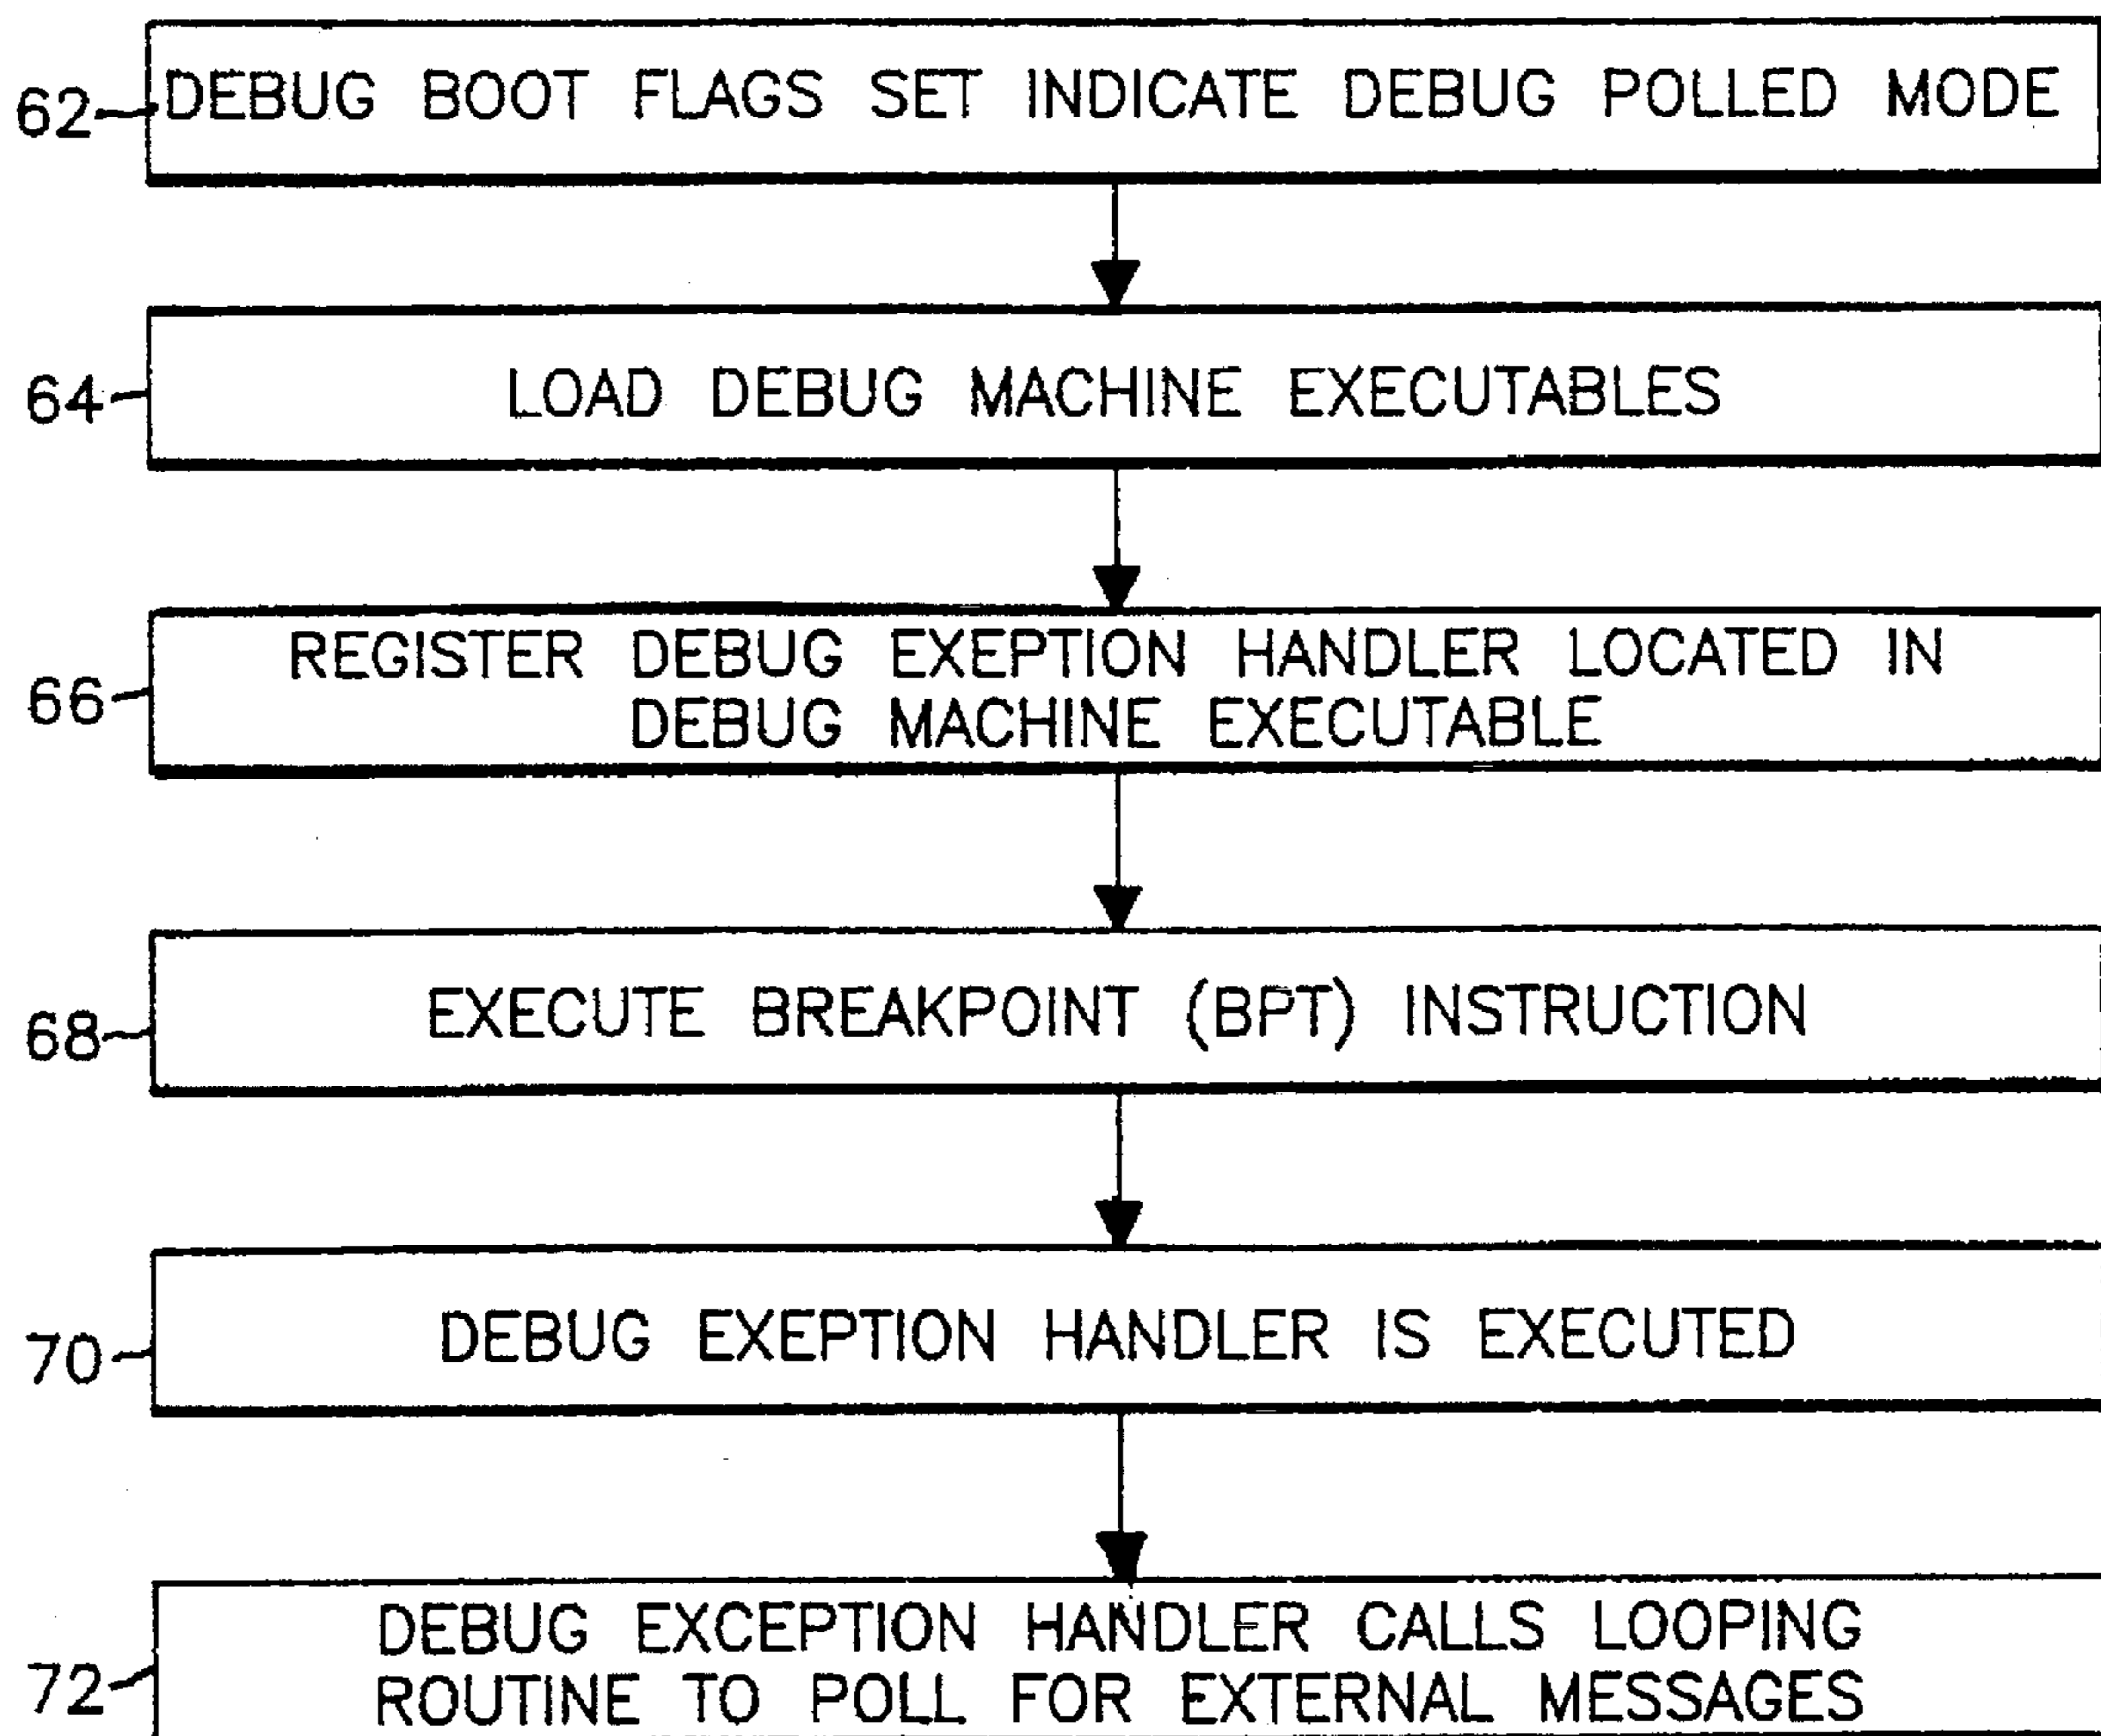 62 DEBUG BOOT FLAGS SET INDICATE DEBUG POLLED MODE
64 LOAD DEBUG MACHINE EXECUTABLES
REGISTER DEBUG EXEPTION HANDLER LOCATED IN
66 DEBUG MACHINE EXECUTABLE
68 EXECUTE BREAKPOINT (BPT) INSTRUCTION
70 DEBUG EXEPTION HANDLER IS EXECUTED
DEBUG EXCEPTION HANDLER CALLS LOOPING
72 ROUTINE TO POLL FOR EXTERNAL MESSAGES